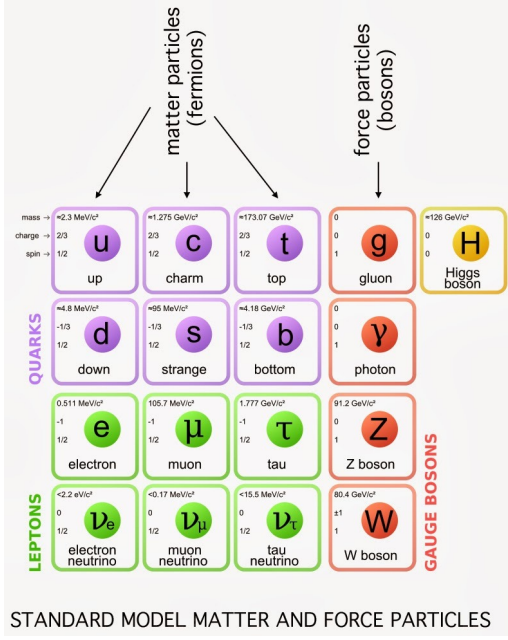 matter particles
(fermions)
force particles
(bosons)
mass →
≈2.3 MeV/c²
charge →
2/3
spin →
1/2
u
up
≈1.275 GeV/c²
2/3
1/2
c
charm
≈173.07 GeV/c²
2/3
1/2
t
top
0
0
1
g
gluon
≈126 GeV/c²
0
0
H
Higgs
boson
QUARKS
≈4.8 MeV/c²
-1/3
1/2
d
down
≈95 MeV/c²
-1/3
1/2
s
strange
≈4.18 GeV/c²
-1/3
1/2
b
bottom
0
0
1
γ
photon
0.511 MeV/c²
-1
1/2
e
electron
105.7 MeV/c²
-1
1/2
μ
muon
1.777 GeV/c²
-1
1/2
τ
tau
91.2 GeV/c²
0
1
Z
Z boson
GAUGE BOSONS
LEPTONS
<2.2 eV/c²
0
1/2
νe
electron
neutrino
<0.17 MeV/c²
0
1/2
νμ
muon
neutrino
<15.5 MeV/c²
0
1/2
ντ
tau
neutrino
80.4 GeV/c²
±1
1
W
W boson
STANDARD MODEL MATTER AND FORCE PARTICLES